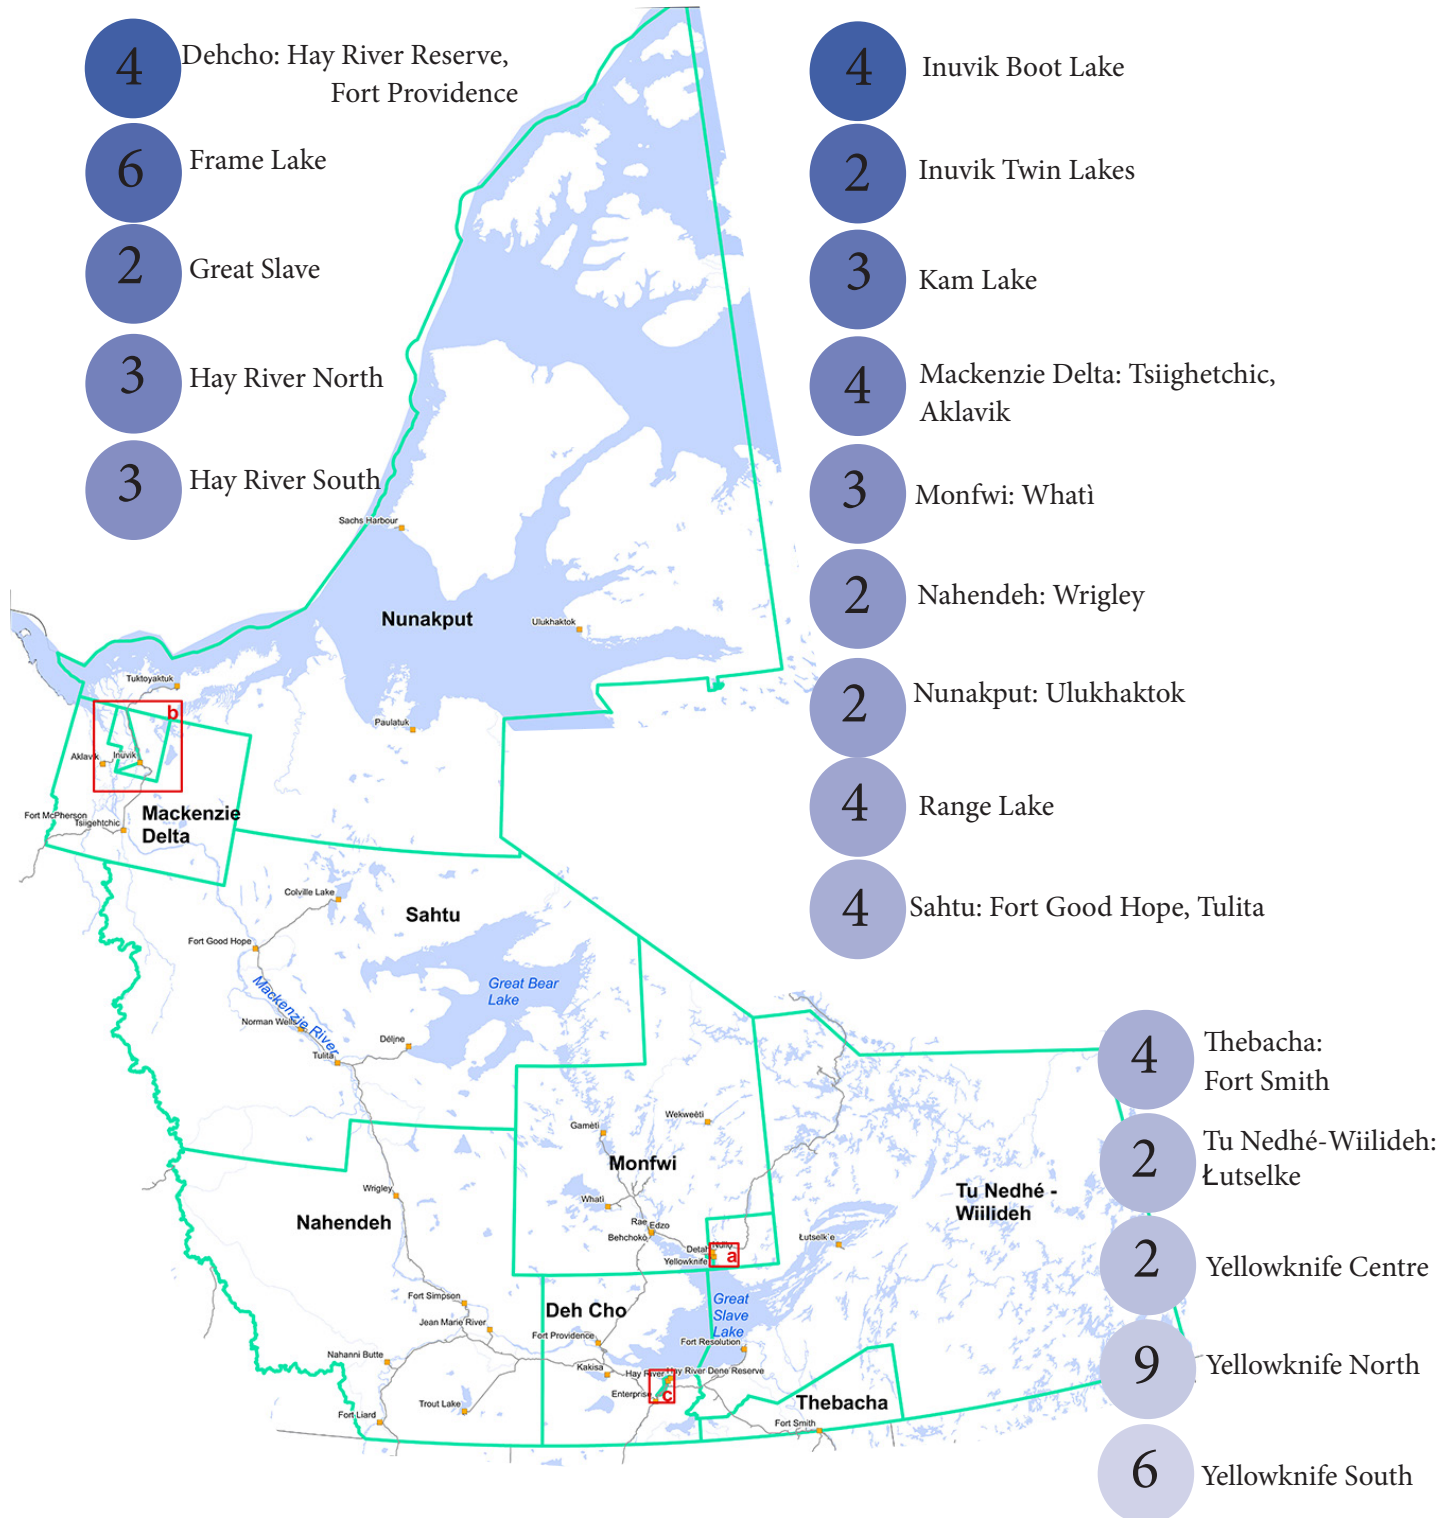 4
Dehcho: Hay River Reserve,
Fort Providence
6
Frame Lake
2
Great Slave
3
Hay River North
3
Hay River South
4
Inuvik Boot Lake
2
Inuvik Twin Lakes
3
Kam Lake
4
Mackenzie Delta: Tsiighetchic,
Aklavik
3
Monfwi: Whatì
2
Nahendeh: Wrigley
2
Nunakput: Ulukhaktok
4
Range Lake
4
Sahtu: Fort Good Hope, Tulita
4
Thebacha:
Fort Smith
2
Tu Nedhé-Wiilideh:
Łutselke
2
Yellowknife Centre
9
Yellowknife North
6
Yellowknife South
Sachs Harbour
Nunakput
Ulukhaktok
Tuktoyaktuk
b
Paulatuk
Aklavik
Inuvik
Mackenzie
Delta
Fort McPherson
Tsiigehtchic
Colville Lake
Sahtu
Fort Good Hope
Great Bear
Lake
Mackenzie River
Norman Wells
Déljne
Tulita
Wekweètì
Gamètì
Monfwi
Wrigley
Whatì
Nahendeh
Rae
Edzo
Behchokò
Detah
Ndilo
Yellowknife
a
Tu Nedhé -
Wiilideh
Łutselk'e
Fort Simpson
Deh Cho
Great
Slave
Lake
Jean Marie River
Fort Providence
Fort Resolution
Nahanni Butte
Kakisa
Hay River
Hay River Dene Reserve
Enterprise
c
Trout Lake
Fort Liard
Thebacha
Fort Smith